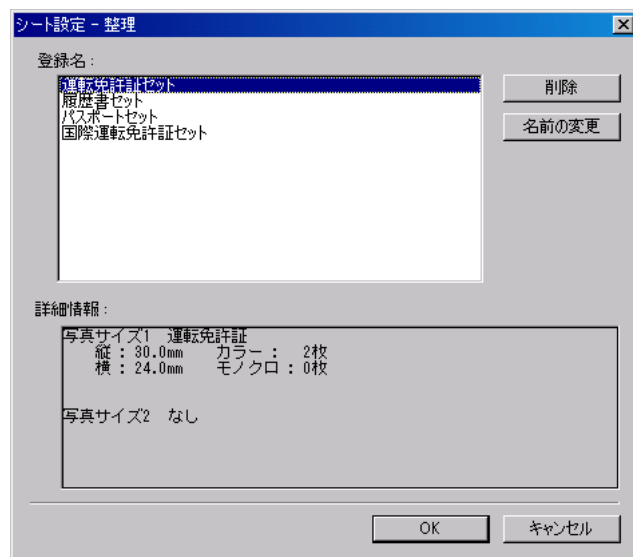 シート設定 - 整理
登録名：
運転免許証セット
履歴書セット
パスポートセット
国際運転免許証セット
削除
名前の変更
詳細情報：
写真サイズ1　運転免許証
縦 : 30.0mm　カラー :　2枚
横 : 24.0mm　モノクロ : 0枚
写真サイズ2　なし
OK
キャンセル